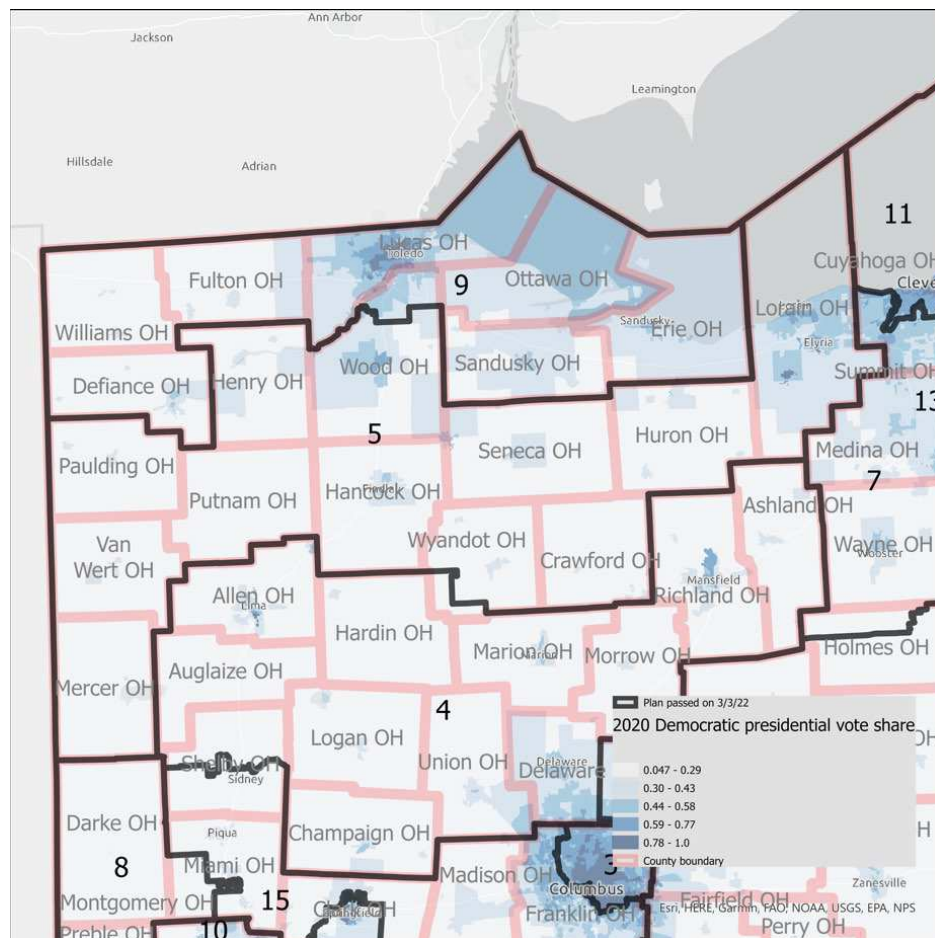 Ann Arbor
Jackson
Leamington
Hillsdale
Adrian
11
Lucas OH
Toledo
Cuyahoga OH
Fulton OH
Ottawa OH
9
Cleve
Sandusky
Erie OH
Lorain OH
Williams OH
Elyria
Wood OH
Sandusky OH
Summit OH
Defiance OH
Henry OH
13
5
Huron OH
Seneca OH
Medina OH
Paulding OH
7
Hancock OH
Putnam OH
Ashland OH
Van
Wert OH
Wyandot OH
Crawford OH
Wayne OH
Wooster
Mansfield
Richland OH
Allen OH
Lima
Hardin OH
Marion OH
Morrow OH
Holmes OH
Auglaize OH
Mercer OH
Plan passed on 3/3/22
4
2020 Democratic presidential vote share
Logan OH
OH
Shelby OH
Union OH
Delaware
Delaware
Sidney
0.047 - 0.29
0.30 - 0.43
0.44 - 0.58
Darke OH
Piqua
Champaign OH
0.59 - 0.77
0.78 - 1.0
H
8
Miami OH
County boundary
3
Madison OH
Columbus
Zanesville
Montgomery OH
15
Fairfield OH
Franklin OH
Esri, HERE, Garmin, FAO, NOAA, USGS, EPA, NPS
Preble OH
10
Perry OH